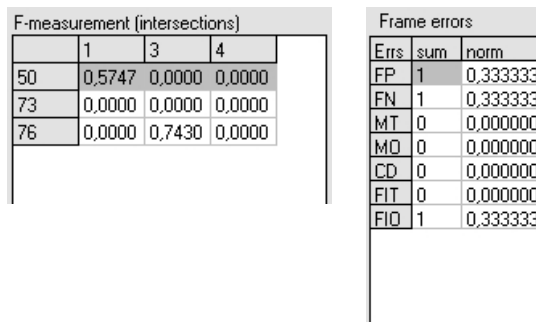 F-measurement (intersections)
1 3 4
50 0,5747 0,0000 0,0000
73 0,0000 0,0000 0,0000
76 0,0000 0,7430 0,0000
Frame errors
Errs sum norm
FP 1 0,333333
FN 1 0,333333
MT 0 0,000000
MO 0 0,000000
CD 0 0,000000
FIT 0 0,000000
FIO 1 0,333333